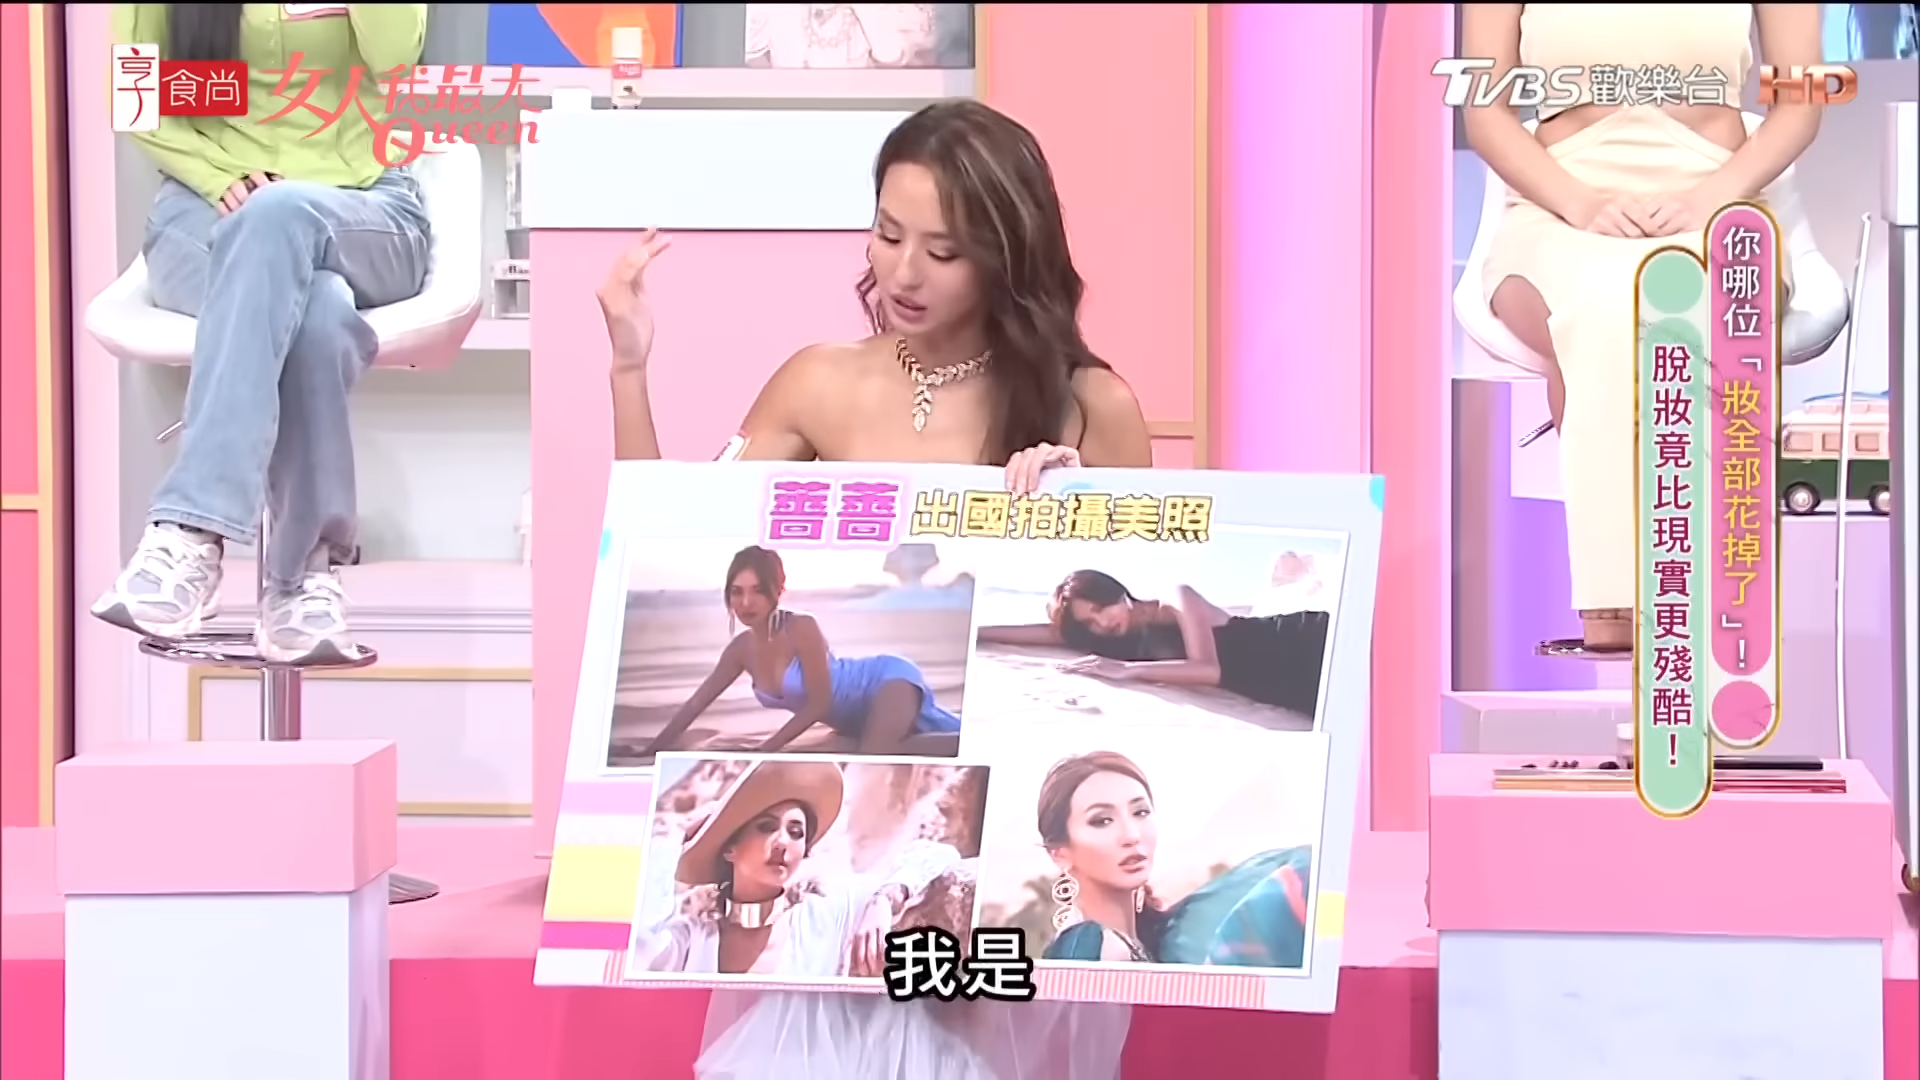 享
食尚
女人我最大
Queen
TVBS歡樂台 HD
你哪位「妝全部花掉了」!
脫妝竟比現實更殘酷!
薔薔出國拍攝美照
我是